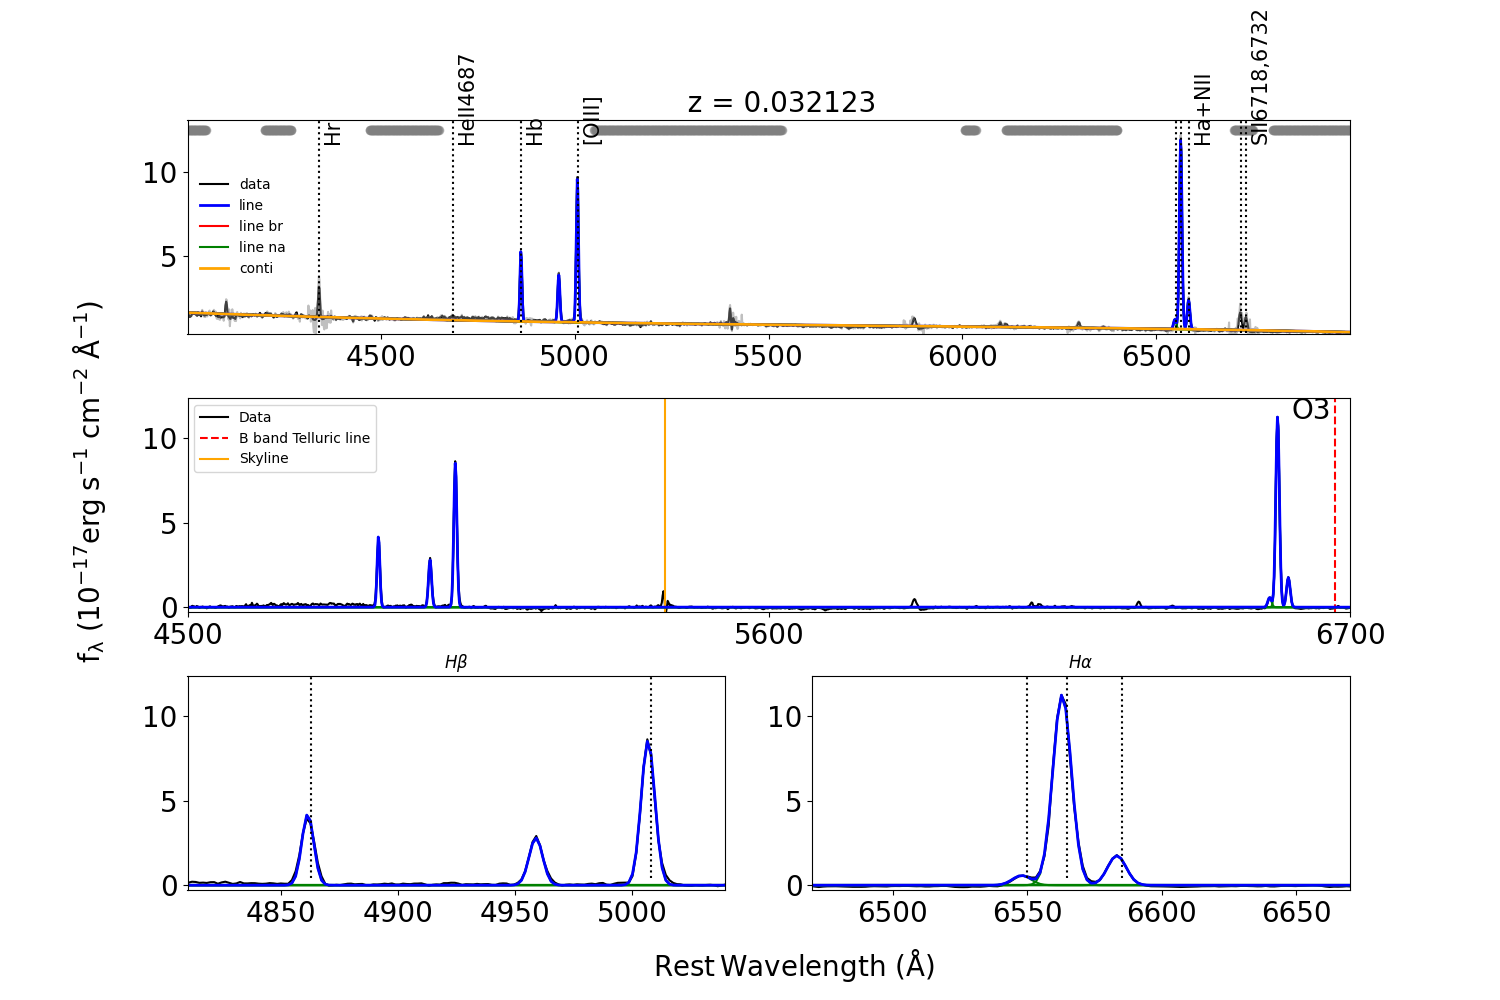 z = 0.032123
Hr
HeII4687
Hb
[OIII]
Ha+NII
SII6718,6732
10
5
data
line
line br
line na
conti
4500 5000 5500 6000 6500
fλ (10⁻¹⁷erg s⁻¹ cm⁻² Å⁻¹)
10
5
0
Data
B band Telluric line
Skyline
O3
4500 5600 6700
Hβ
10
5
0
4850 4900 4950 5000
Hα
10
5
0
6500 6550 6600 6650
Rest Wavelength (Å)